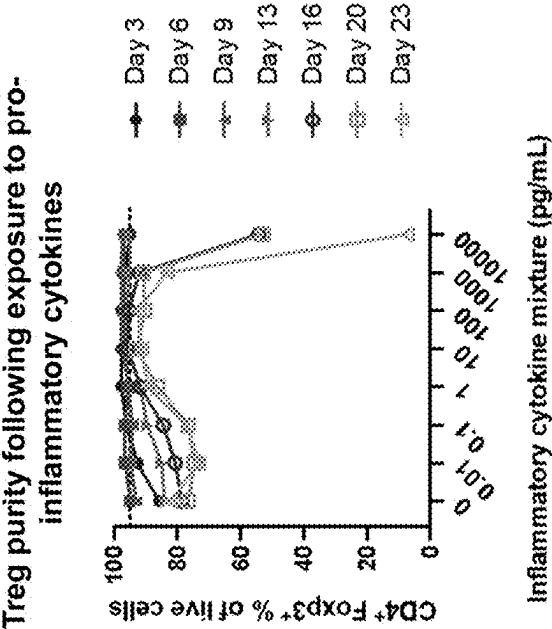 Treg purity following exposure to pro-
inflammatory cytokines
CD4+ Foxp3+ % of live cells
100
80
60
40
20
0
0
0.01
0.1
1
10
100
1000
10000
Inflammatory cytokine mixture (pg/mL)
Day 3
Day 6
Day 9
Day 13
Day 16
Day 20
Day 23